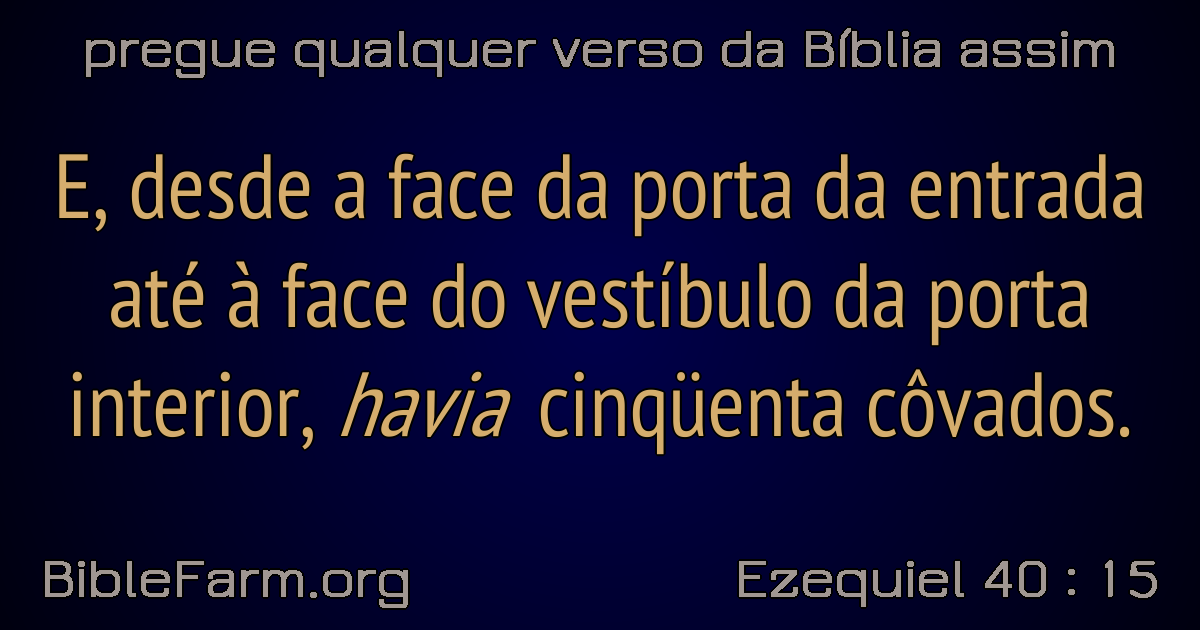 pregue qualquer verso da Bíblia assim
E, desde a face da porta da entrada
até à face do vestíbulo da porta
interior, havia cinqüenta côvados.
BibleFarm.org
Ezequiel 40 : 15